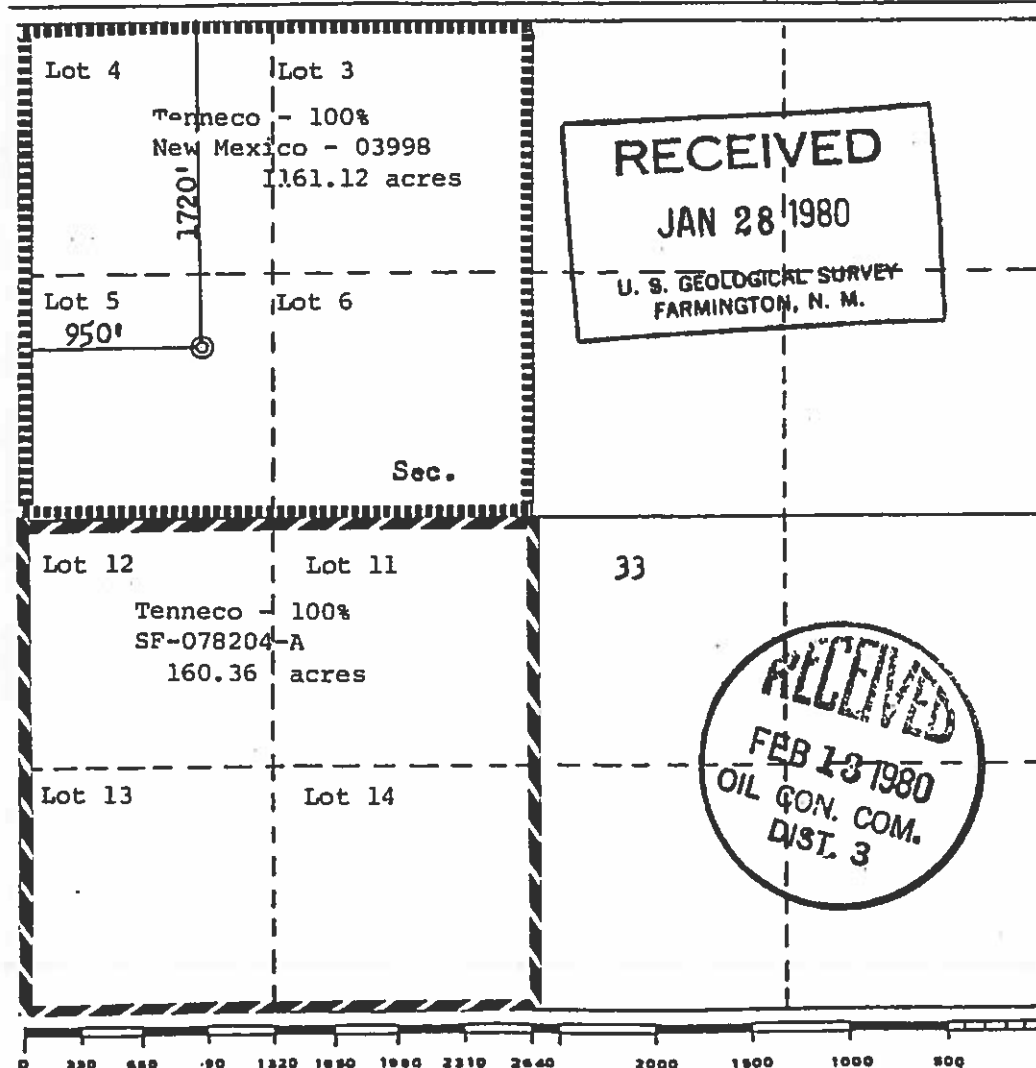 Lot 4
Lot 3
Tenneco - 100%
New Mexico - 03998
161.12 acres
1720'
Lot 5
Lot 6
950'
Sec.
RECEIVED
JAN 28 1980
U. S. GEOLOGICAL SURVEY
FARMINGTON, N. M.
Lot 12
Lot 11
33
Tenneco - 100%
SF-078204-A
160.36 acres
Lot 13
Lot 14
RECEIVED
FEB 13 1980
OIL CON. COM.
DIST. 3
0 330 660 90 1320 1650 1980 2310 2640 2000 1500 1000 500